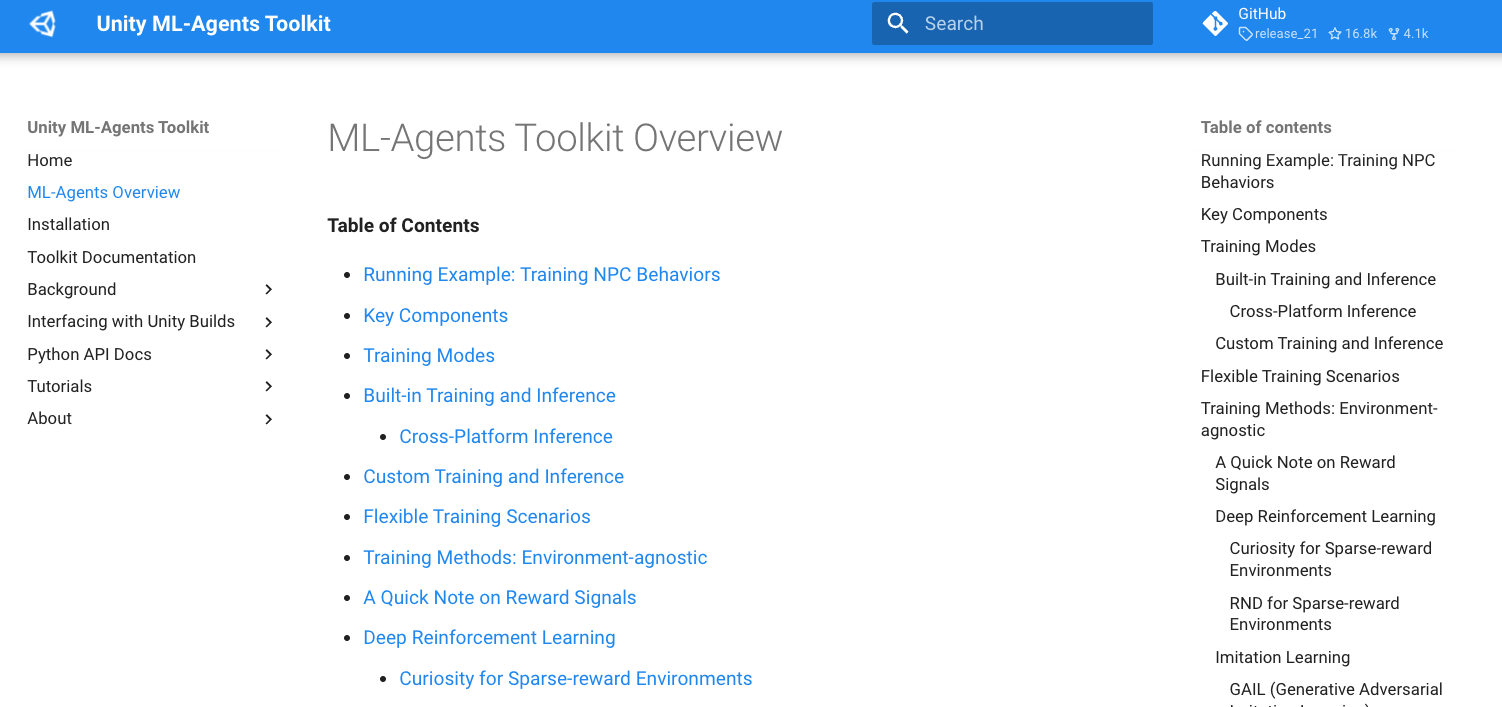 Unity ML-Agents Toolkit
Search
GitHub
release_21 16.8k 4.1k
Unity ML-Agents Toolkit
Home
ML-Agents Overview
Installation
Toolkit Documentation
Background
Interfacing with Unity Builds
Python API Docs
Tutorials
About
ML-Agents Toolkit Overview
Table of Contents
Running Example: Training NPC Behaviors
Key Components
Training Modes
Built-in Training and Inference
Cross-Platform Inference
Custom Training and Inference
Flexible Training Scenarios
Training Methods: Environment-agnostic
A Quick Note on Reward Signals
Deep Reinforcement Learning
Curiosity for Sparse-reward Environments
Table of contents
Running Example: Training NPC
Behaviors
Key Components
Training Modes
Built-in Training and Inference
Cross-Platform Inference
Custom Training and Inference
Flexible Training Scenarios
Training Methods: Environment-
agnostic
A Quick Note on Reward
Signals
Deep Reinforcement Learning
Curiosity for Sparse-reward
Environments
RND for Sparse-reward
Environments
Imitation Learning
GAIL (Generative Adversarial